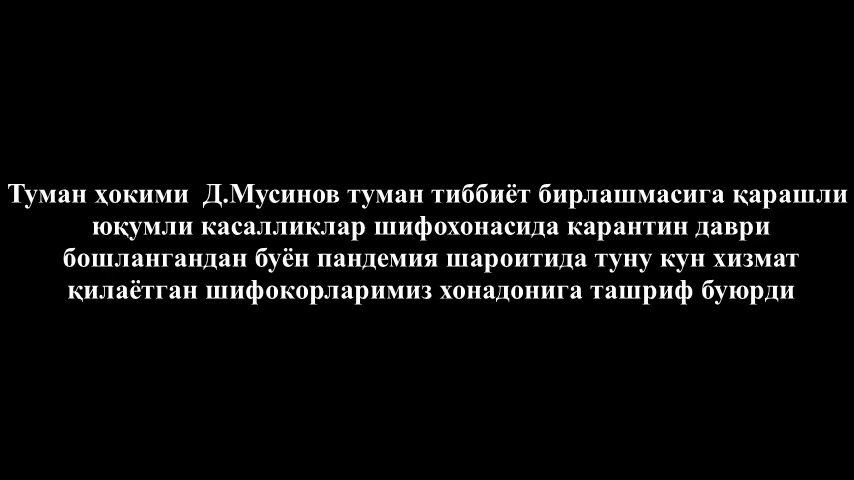 Туман ҳокими  Д.Мусинов туман тиббиёт бирлашмасига қарашли
юқумли касалликлар шифохонасида карантин даври
бошлангандан буён пандемия шароитида туну кун хизмат
қилаётган шифокорларимиз хонадонига ташриф буюрди